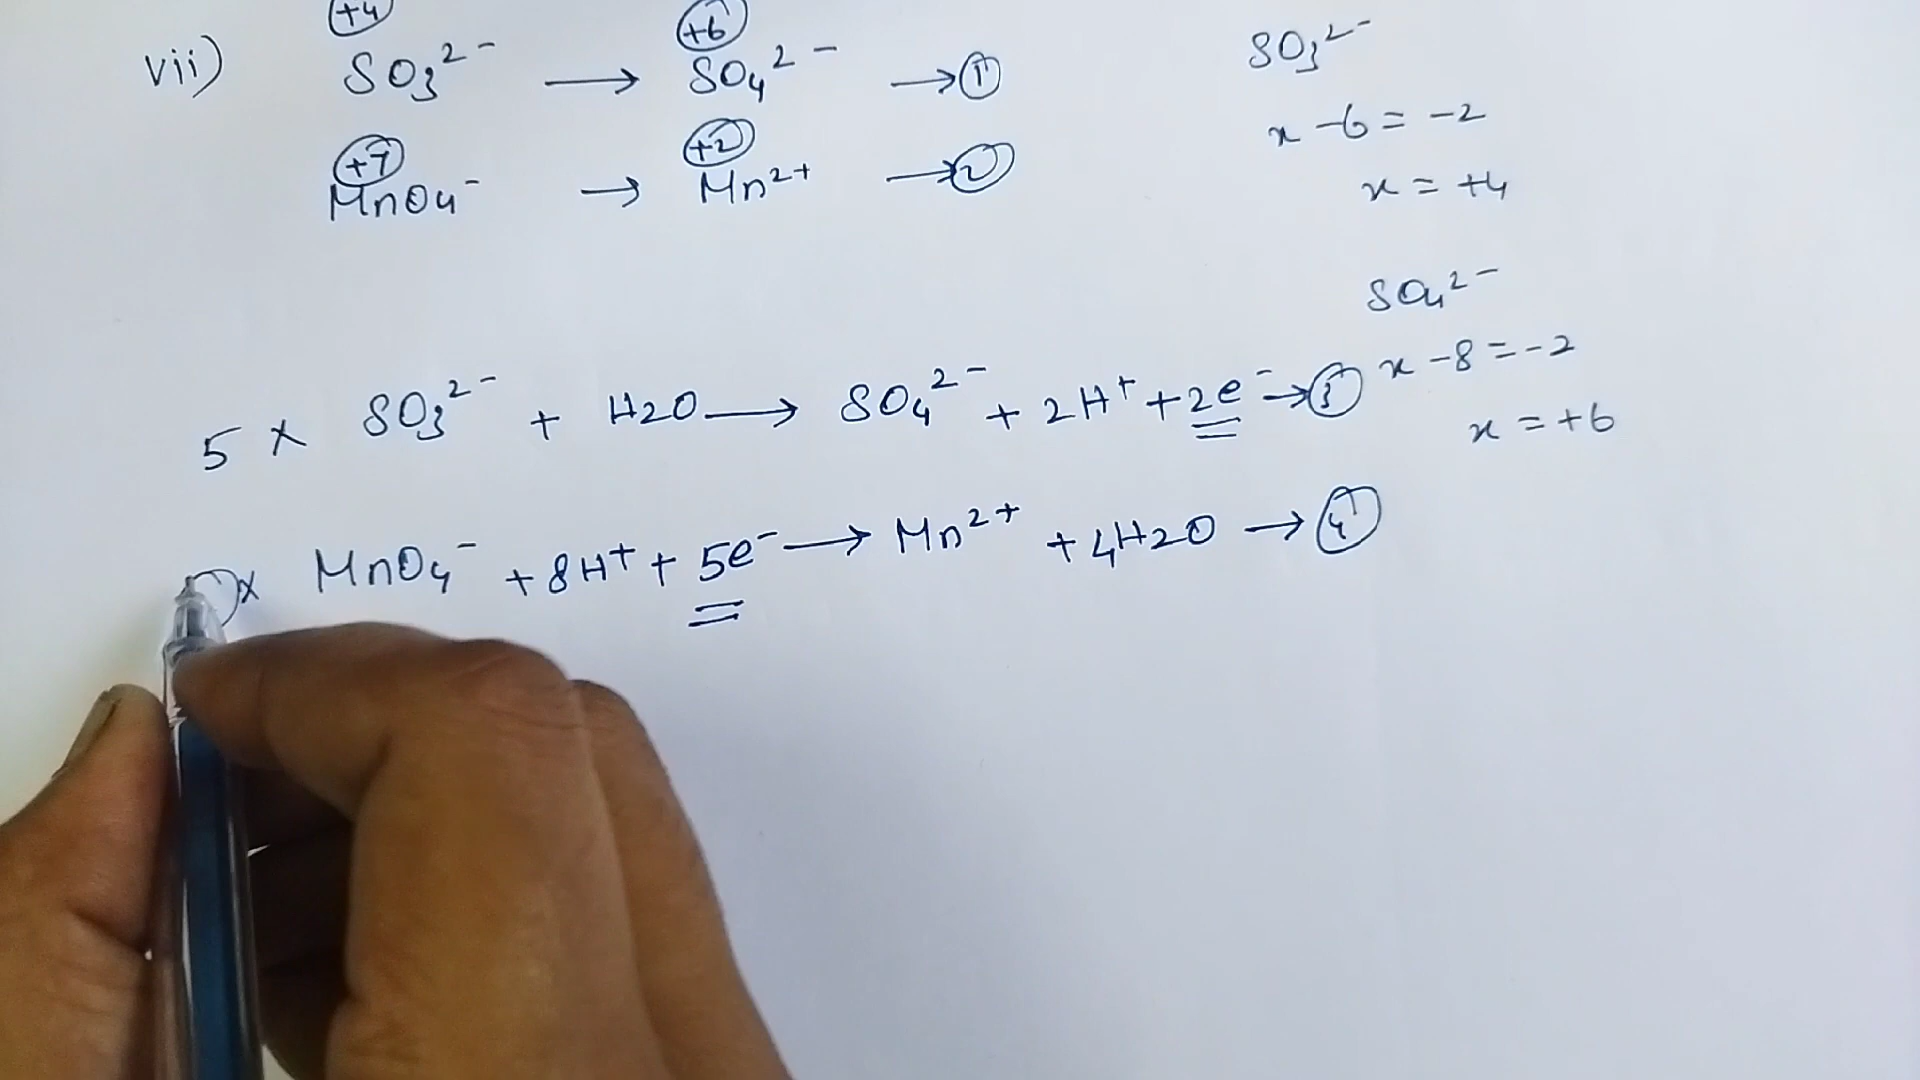 +4 +6
vii) SO3²⁻ → SO4²⁻ → ①
+7 +2
MnO4⁻ → Mn²⁺ → ②
SO3²⁻
x - 6 = -2
x = +4
SO4²⁻
x - 8 = -2
x = +6
5 × SO3²⁻ + H2O → SO4²⁻ + 2H⁺ + 2e⁻ → ③
× MnO4⁻ + 8H⁺ + 5e⁻ → Mn²⁺ + 4H2O → ④